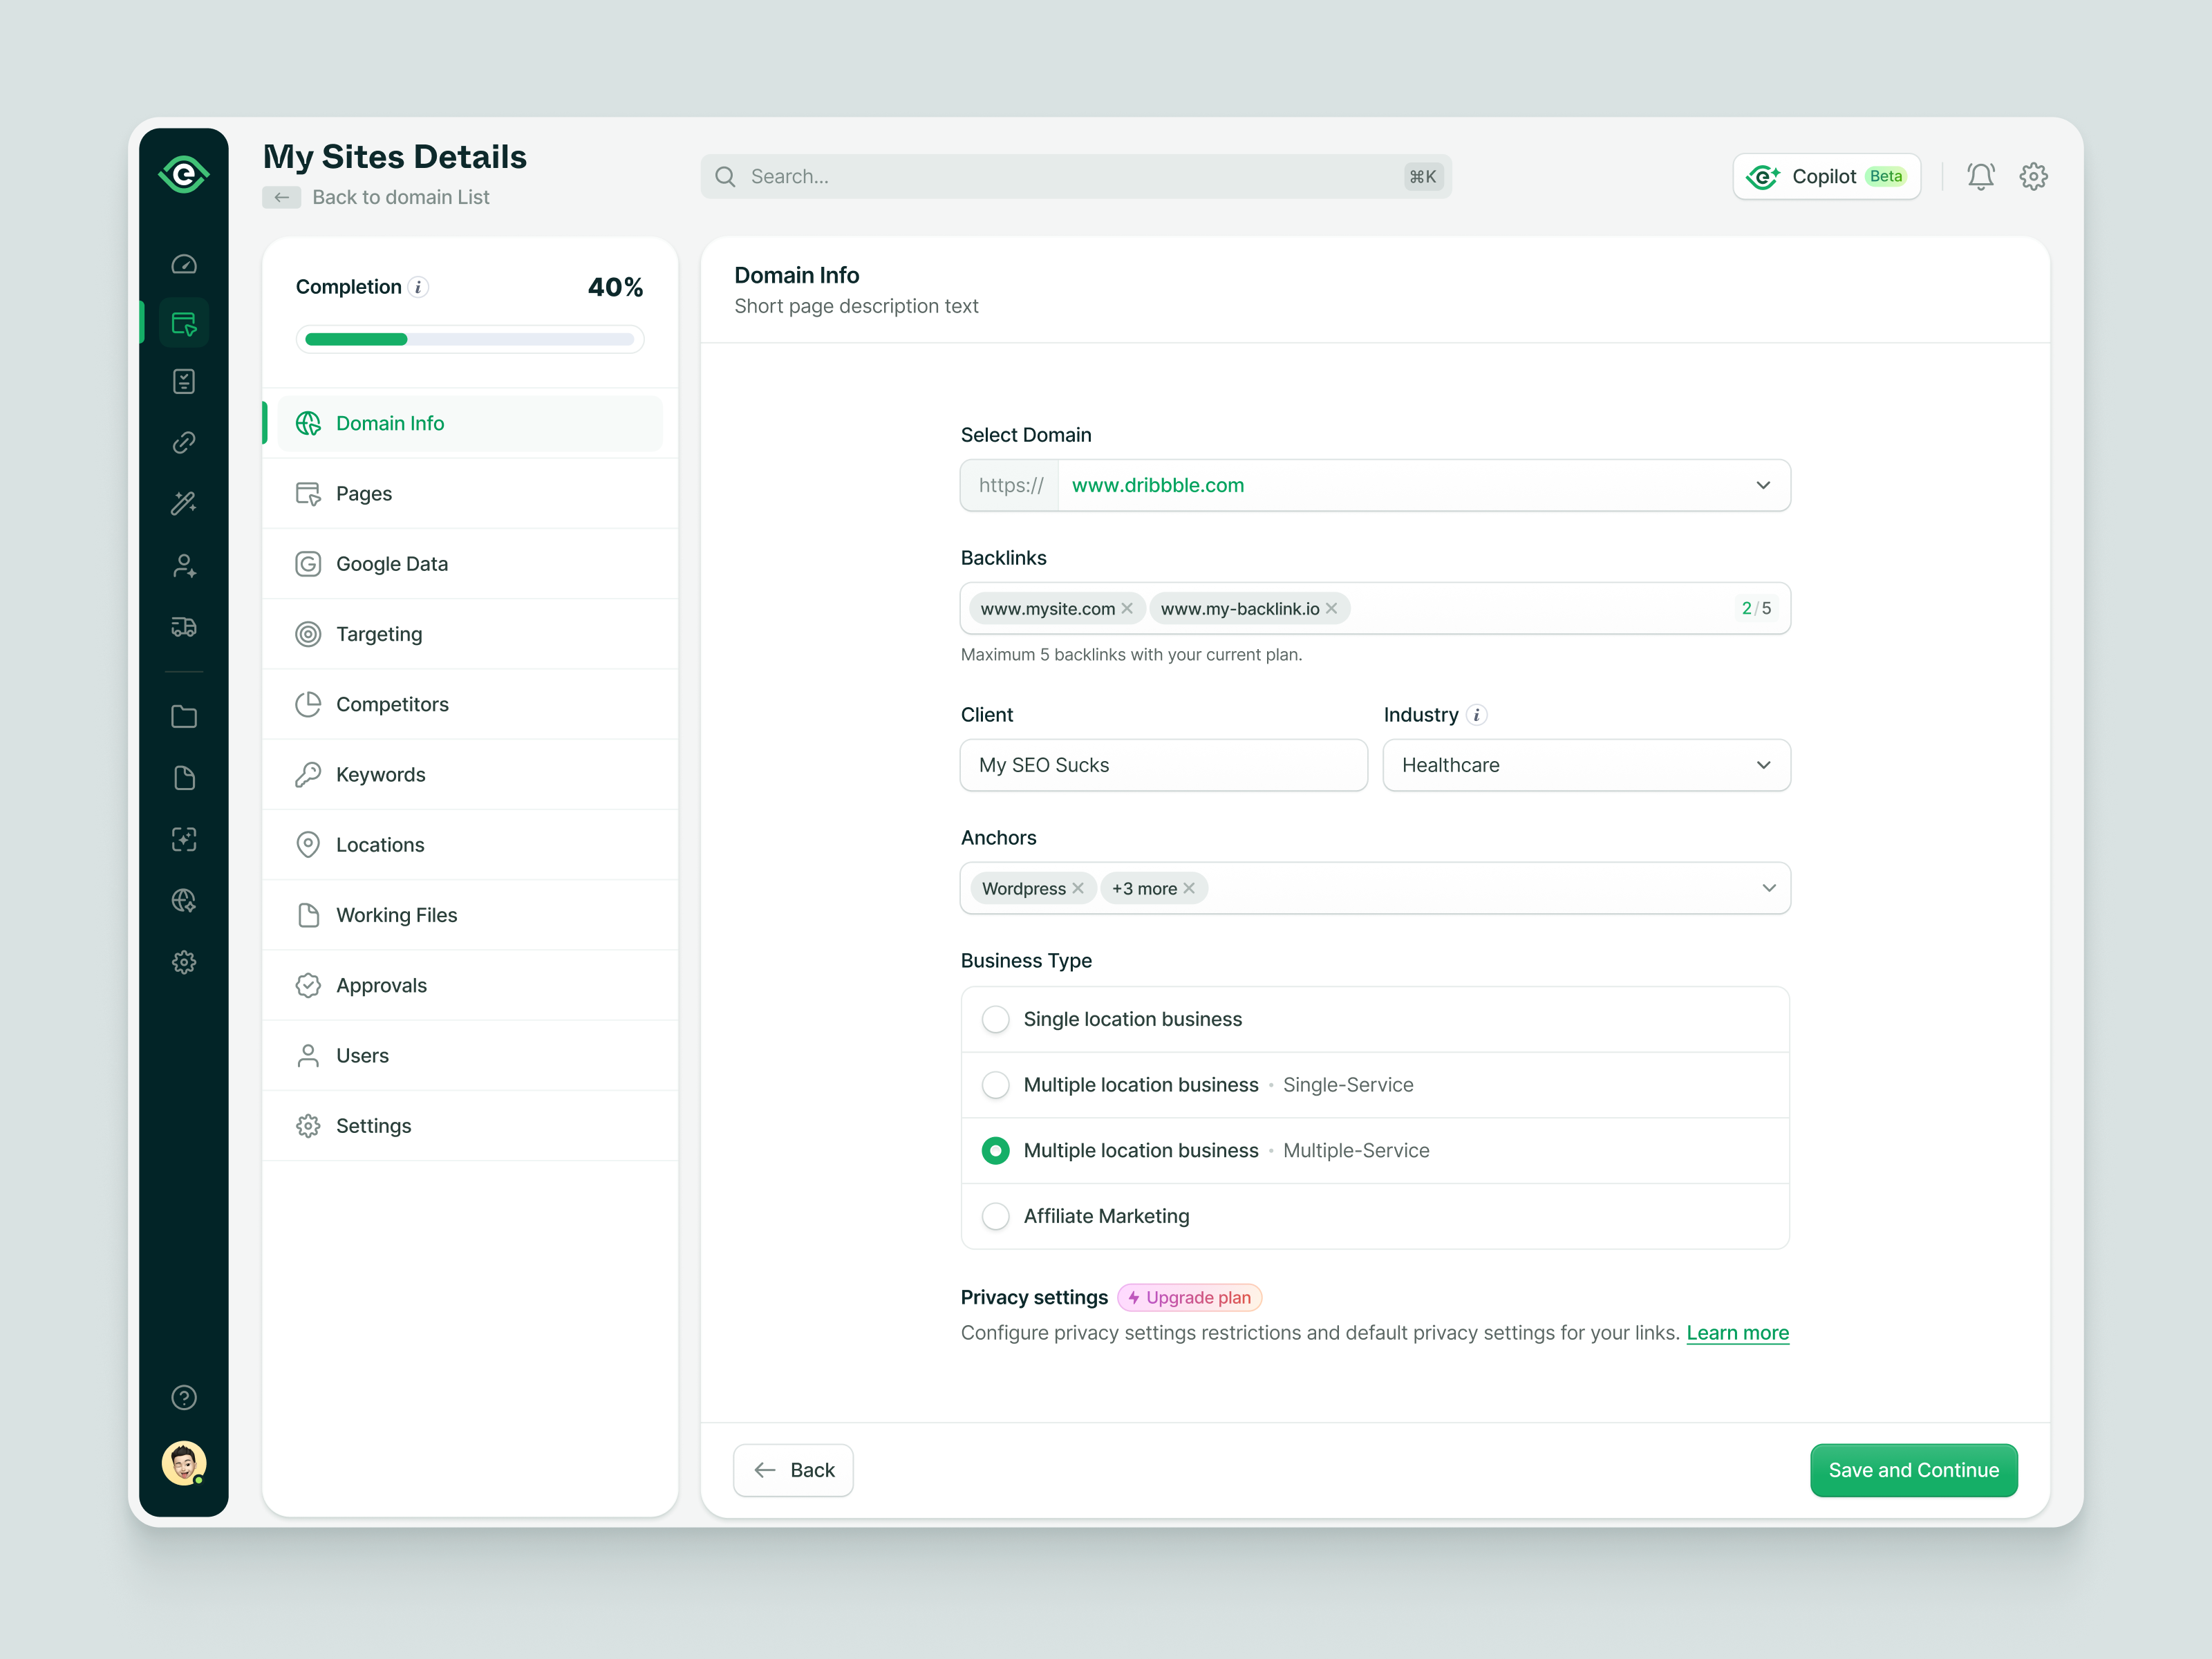 My Sites Details
Back to domain List
Search...
⌘K
Copilot Beta
Completion i
40%
Domain Info
Pages
Google Data
Targeting
Competitors
Keywords
Locations
Working Files
Approvals
Users
Settings
Domain Info
Short page description text
Select Domain
https:// www.dribbble.com
Backlinks
www.mysite.com www.my-backlink.io 2/5
Maximum 5 backlinks with your current plan.
Client
Industry i
My SEO Sucks
Healthcare
Anchors
Wordpress +3 more
Business Type
Single location business
Multiple location business • Single-Service
Multiple location business • Multiple-Service
Affiliate Marketing
Privacy settings Upgrade plan
Configure privacy settings restrictions and default privacy settings for your links. Learn more
Back
Save and Continue